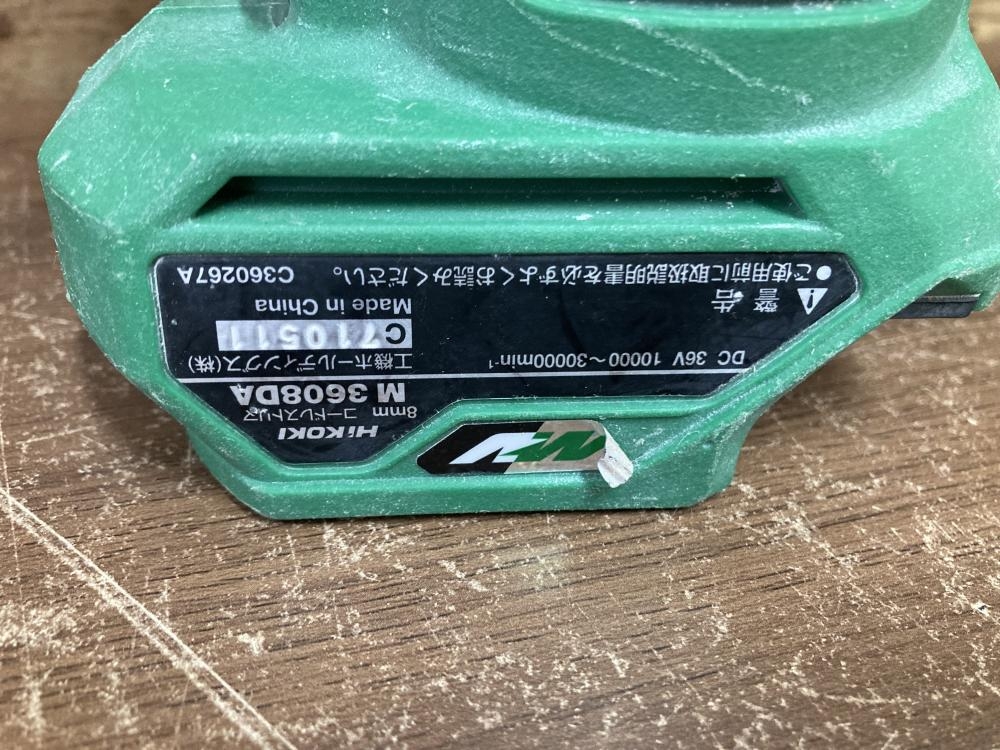 HiKOKI
8mm コードレストリマ
M 3608DA
DC 36V 10000～30000min⁻¹
工機ホールディングス(株)
C710511
Made in China
警告
●ご使用前に取扱説明書を必ずよくお読みください。
C360267A